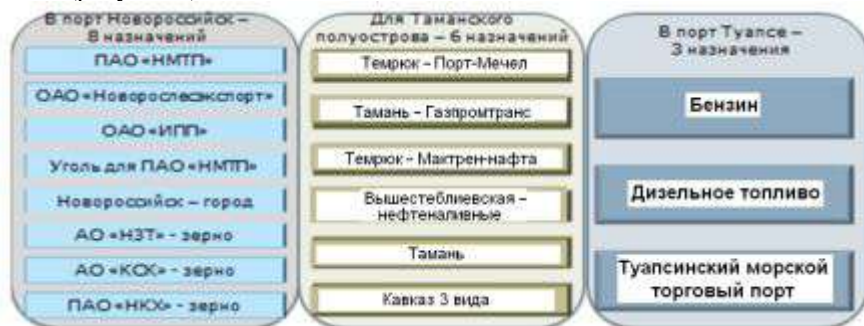 В порт Новороссийск –
8 назначений
ПАО «НМТП»
ОАО «Новорослесэкспорт»
ОАО «ИПП»
Уголь для ПАО «НМТП»
Новороссийск – город
АО «НЗТ» - зерно
АО «КСК» - зерно
ПАО «НКХ» - зерно
Для Таманского
полуострова – 6 назначений
Темрюк – Порт-Мечел
Тамань – Газпромтранс
Темрюк – Мактрен-нафта
Вышестеблиевская –
нефтеналивные
Тамань
Кавказ 3 вида
В порт Туапсе –
3 назначения
Бензин
Дизельное топливо
Туапсинский морской
торговый порт